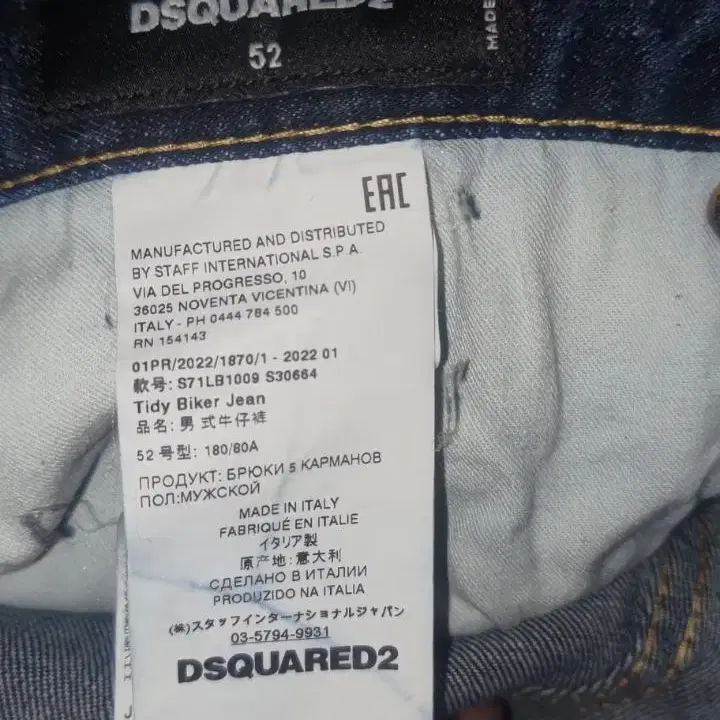 DSQUARED2
52
MADE
EAC
MANUFACTURED AND DISTRIBUTED
BY STAFF INTERNATIONAL S.P.A.
VIA DEL PROGRESSO, 10
36025 NOVENTA VICENTINA (VI)
ITALY - PH 0444 784 500
RN 154143
01PR/2022/1870/1 - 2022 01
款号: S71LB1009 S30664
Tidy Biker Jean
品名: 男 式牛仔裤
52 号型: 180/80A
ПРОДУКТ: БРЮКИ 5 КАРМАНОВ
ПОЛ:МУЖСКОЙ
MADE IN ITALY
FABRIQUÉ EN ITALIE
イタリア製
原产地: 意大利
СДЕЛАНО В ИТАЛИИ
PRODUZIDO NA ITALIA
(株)スタッフインターナショナルジャパン
03-5794-9931
DSQUARED2